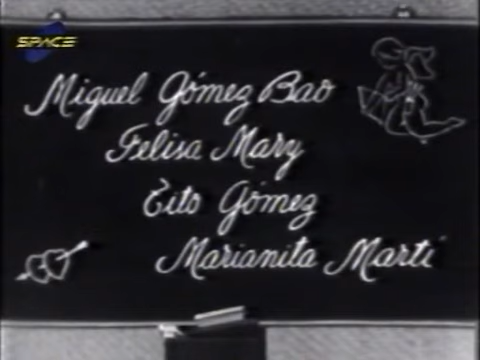 SPACE
Miguel Gómez Bao
Felisa Mary
Tito Gómez
Marianita Martí